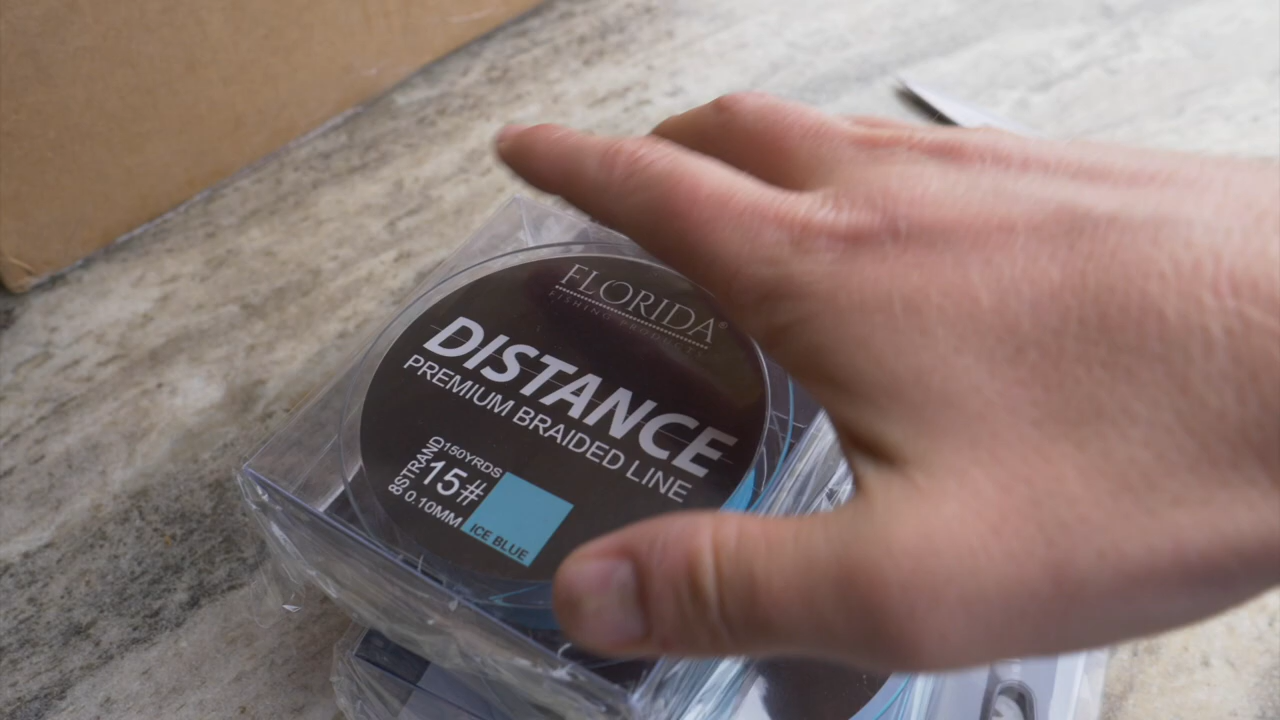 FLORIDA®
FISHING PRODUCTS
DISTANCE
PREMIUM BRAIDED LINE
8STRAND
150YRDS
15#
0.10MM
ICE BLUE